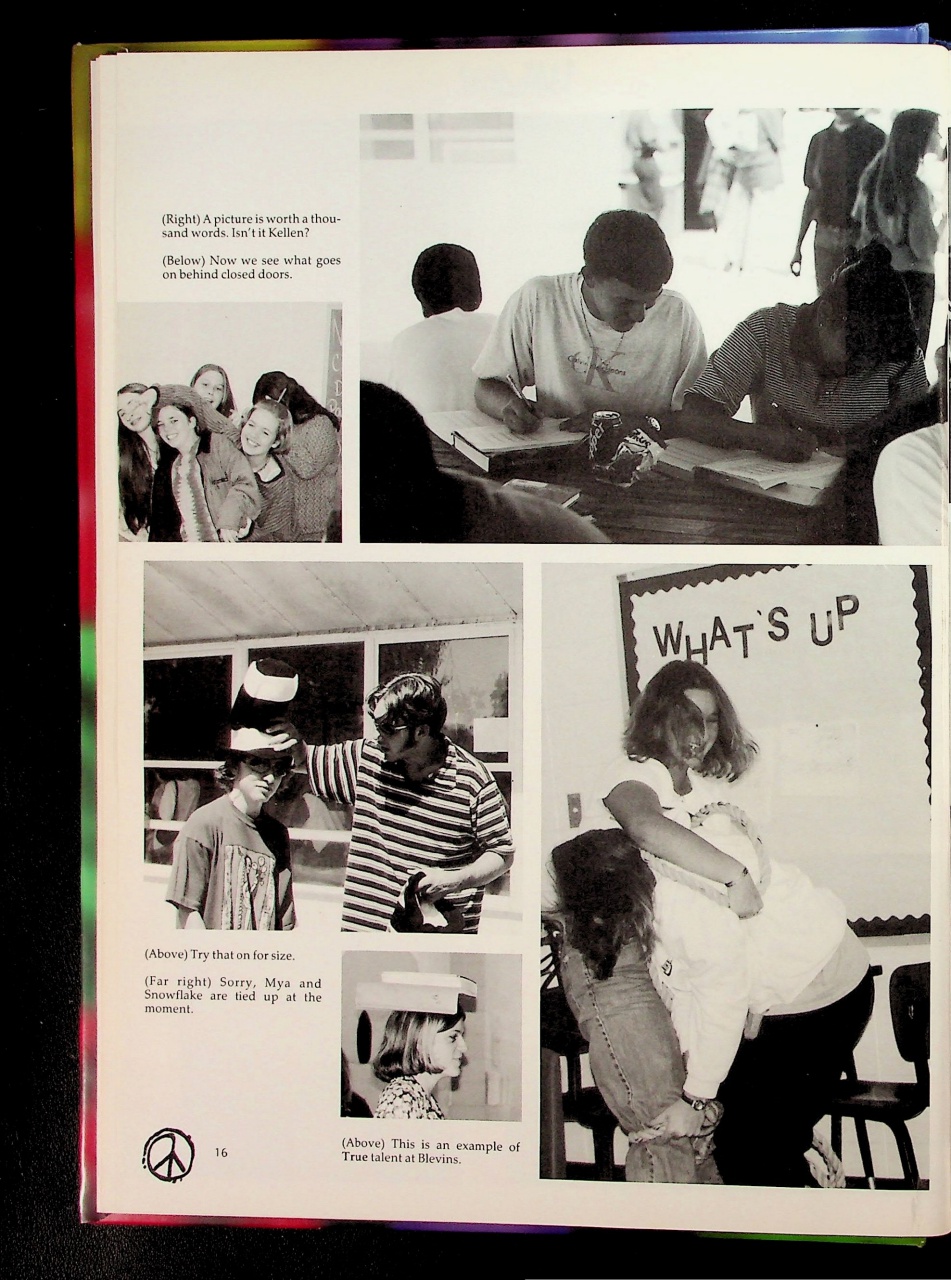 (Right) A picture is worth a thou-
sand words. Isn't it Kellen?
(Below) Now we see what goes
on behind closed doors.
WHAT'S UP
(Above) Try that on for size.
(Far right) Sorry, Mya and
Snowflake are tied up at the
moment.
(Above) This is an example of
True talent at Blevins.
16